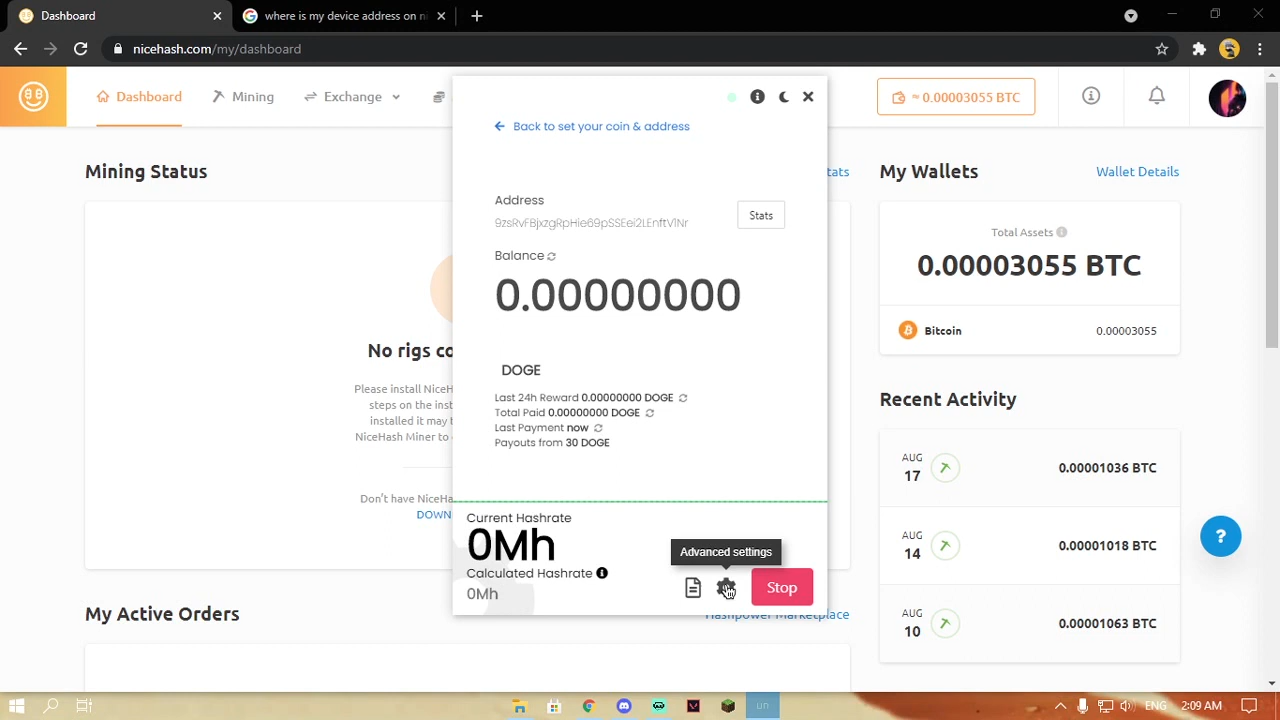 Dashboard
where is my device address on n
nicehash.com/my/dashboard
Dashboard
Mining
Exchange
≈ 0.00003055 BTC
Back to set your coin & address
Mining Status
tats
My Wallets
Wallet Details
Address
9zsRvFBjxzgRpHie69pSSEei2LEnftV1Nr
Stats
Balance
0.00000000
Total Assets
0.00003055 BTC
Bitcoin
0.00003055
No rigs co
Please install NiceH
steps on the inst
installed it may t
NiceHash Miner to c
DOGE
Last 24h Reward 0.00000000 DOGE
Total Paid 0.00000000 DOGE
Last Payment now
Payouts from 30 DOGE
Recent Activity
AUG
17
0.00001036 BTC
Don't have NiceHa
DOWN
Current Hashrate
0Mh
Calculated Hashrate
0Mh
Advanced settings
Stop
AUG
14
0.00001018 BTC
?
My Active Orders
Hashpower Marketplace
AUG
10
0.00001063 BTC
un
ENG
2:09 AM